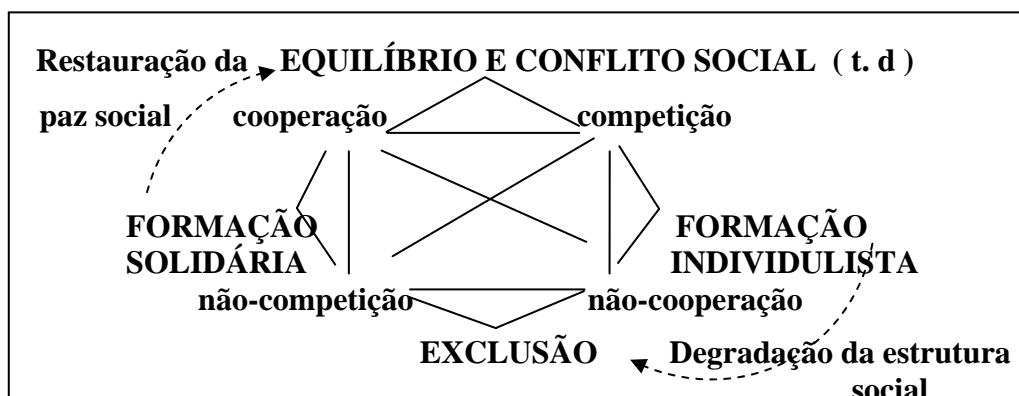 Restauração da EQUILÍBRIO E CONFLITO SOCIAL ( t. d )
paz social cooperação competição
FORMAÇÃO FORMAÇÃO
SOLIDÁRIA INDIVIDULISTA
não-competição não-cooperação
EXCLUSÃO Degradação da estrutura
social